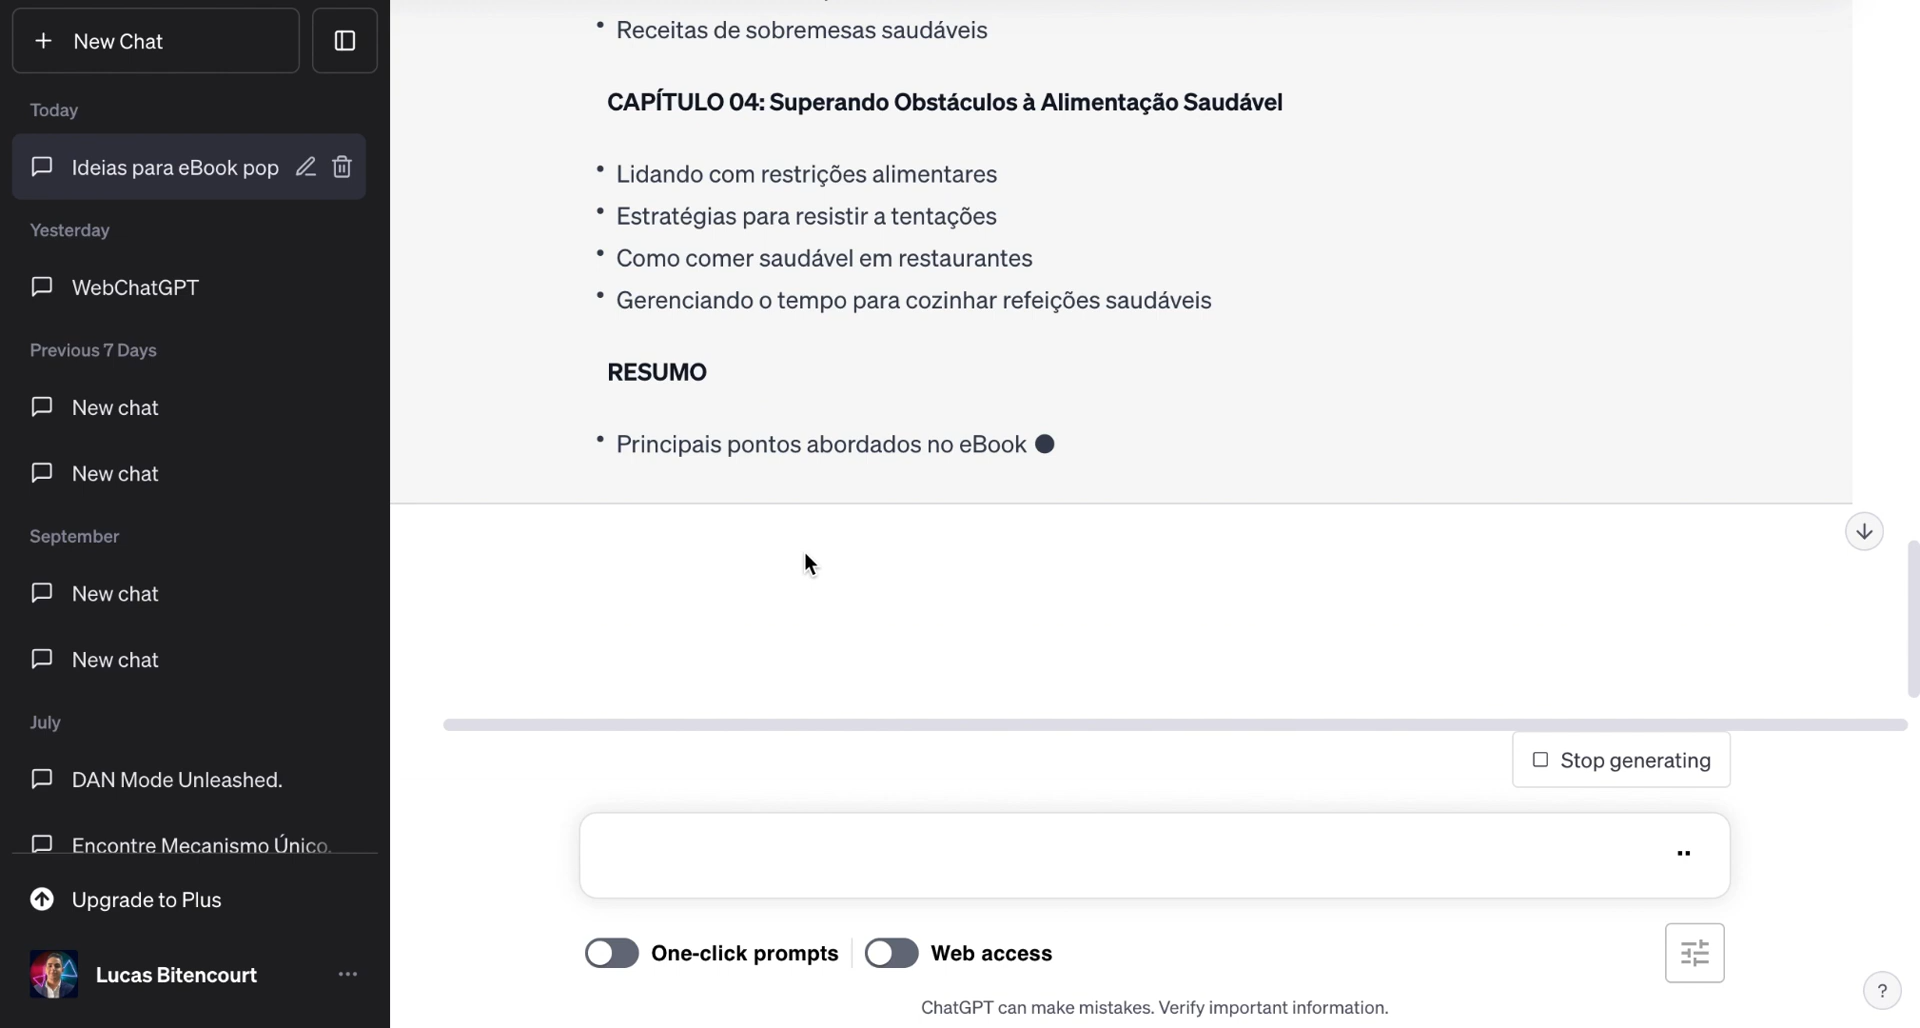 New Chat
Today
Ideias para eBook pop
Yesterday
WebChatGPT
Previous 7 Days
New chat
New chat
September
New chat
New chat
July
DAN Mode Unleashed.
Encontre Mecanismo Único.
Upgrade to Plus
Lucas Bitencourt
• Receitas de sobremesas saudáveis
CAPÍTULO 04: Superando Obstáculos à Alimentação Saudável
• Lidando com restrições alimentares
• Estratégias para resistir a tentações
• Como comer saudável em restaurantes
• Gerenciando o tempo para cozinhar refeições saudáveis
RESUMO
• Principais pontos abordados no eBook
Stop generating
One-click prompts
Web access
ChatGPT can make mistakes. Verify important information.
?